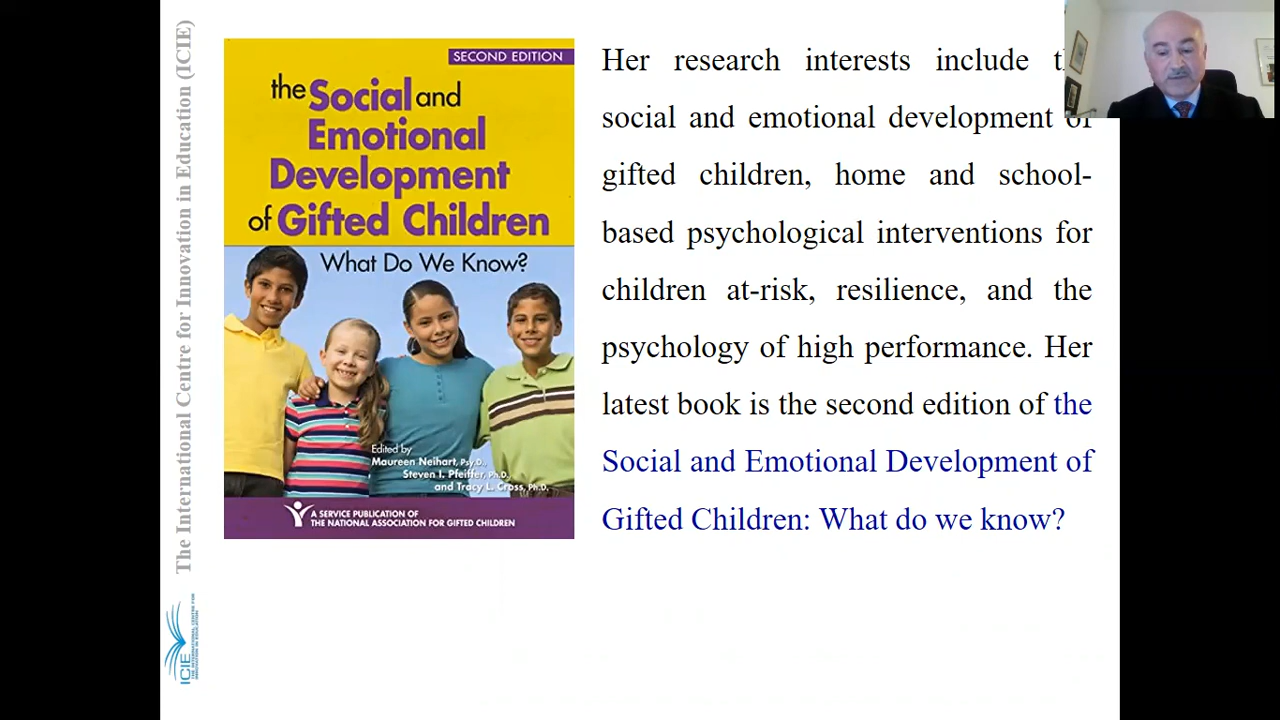 The International Centre for Innovation in Education (ICIE)
ICIE
SECOND EDITION
the Social and
Emotional
Development
of Gifted Children
What Do We Know?
Edited by
Maureen Neihart, Psy.D.,
Steven I. Pfeiffer, Ph.D.,
and Tracy L. Cross, Ph.D.
A SERVICE PUBLICATION OF
THE NATIONAL ASSOCIATION FOR GIFTED CHILDREN
Her research interests include
social and emotional development of
gifted children, home and school-
based psychological interventions for
children at-risk, resilience, and the
psychology of high performance. Her
latest book is the second edition of the
Social and Emotional Development of
Gifted Children: What do we know?